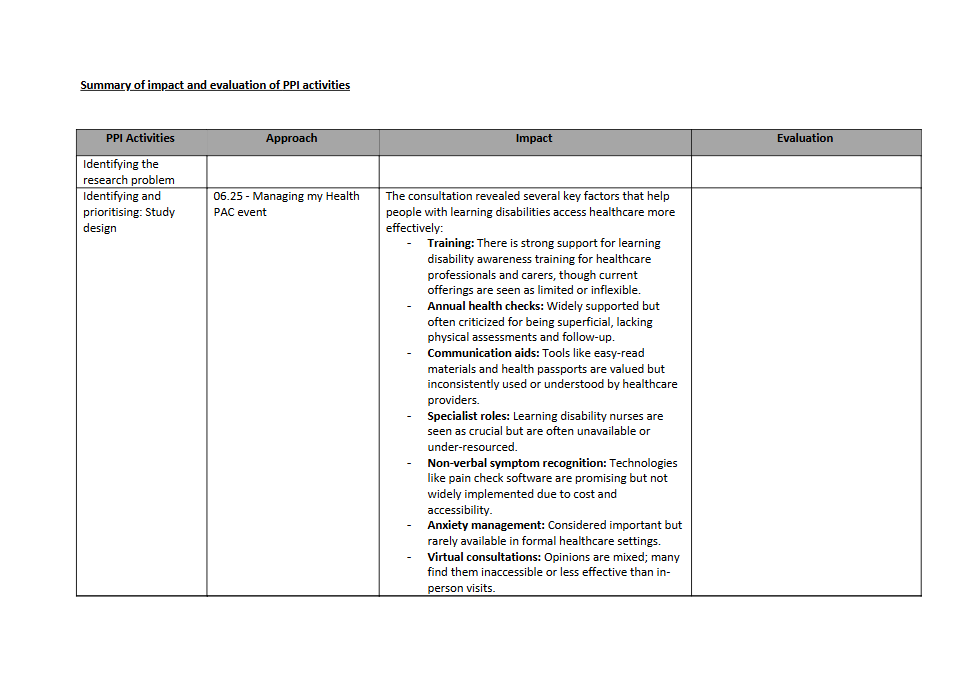 Summary of impact and evaluation of PPI activities
PPI Activities Approach Impact Evaluation
Identifying the
research problem
Identifying and
prioritising: Study
design
06.25 - Managing my Health
PAC event
The consultation revealed several key factors that help
people with learning disabilities access healthcare more
effectively:
- Training: There is strong support for learning
disability awareness training for healthcare
professionals and carers, though current
offerings are seen as limited or inflexible.
- Annual health checks: Widely supported but
often criticized for being superficial, lacking
physical assessments and follow-up.
- Communication aids: Tools like easy-read
materials and health passports are valued but
inconsistently used or understood by healthcare
providers.
- Specialist roles: Learning disability nurses are
seen as crucial but are often unavailable or
under-resourced.
- Non-verbal symptom recognition: Technologies
like pain check software are promising but not
widely implemented due to cost and
accessibility.
- Anxiety management: Considered important but
rarely available in formal healthcare settings.
- Virtual consultations: Opinions are mixed; many
find them inaccessible or less effective than in-
person visits.